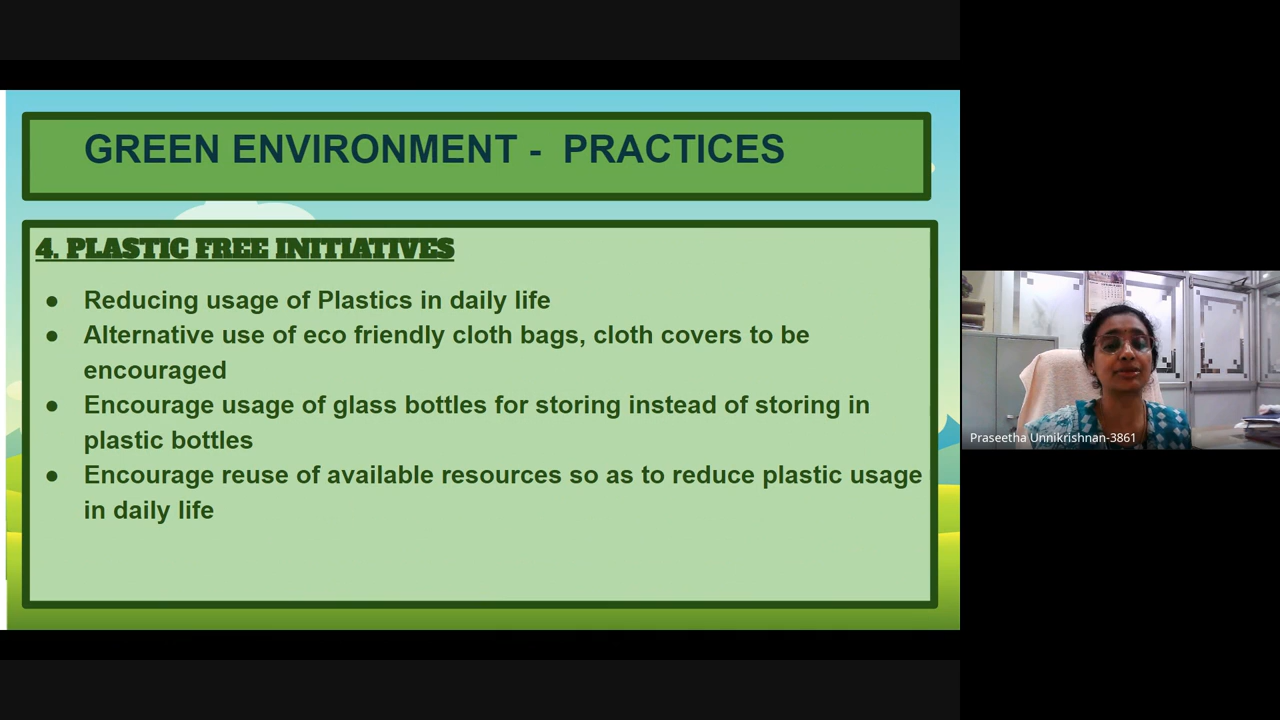 GREEN ENVIRONMENT - PRACTICES
4. PLASTIC FREE INITIATIVES
● Reducing usage of Plastics in daily life
● Alternative use of eco friendly cloth bags, cloth covers to be
encouraged
● Encourage usage of glass bottles for storing instead of storing in
plastic bottles
● Encourage reuse of available resources so as to reduce plastic usage
in daily life
Praseetha Unnikrishnan-3861